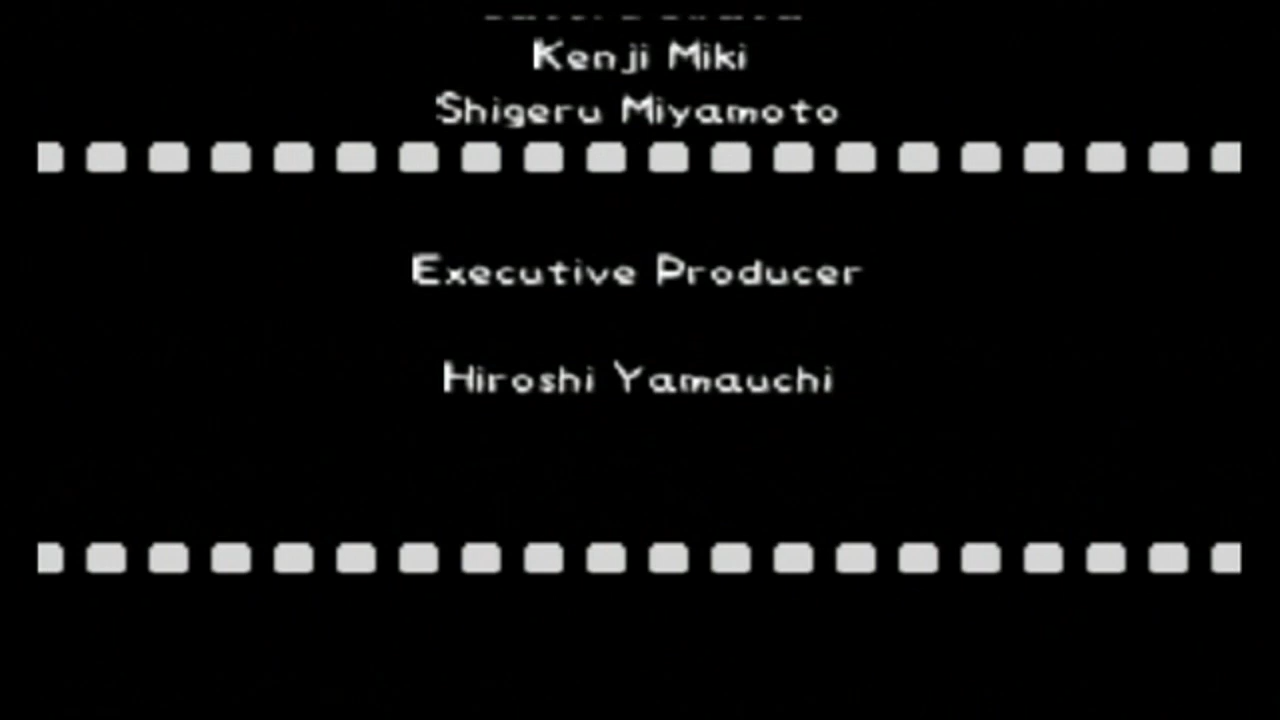 Kenji Miki
Shigeru Miyamoto
Executive Producer
Hiroshi Yamauchi